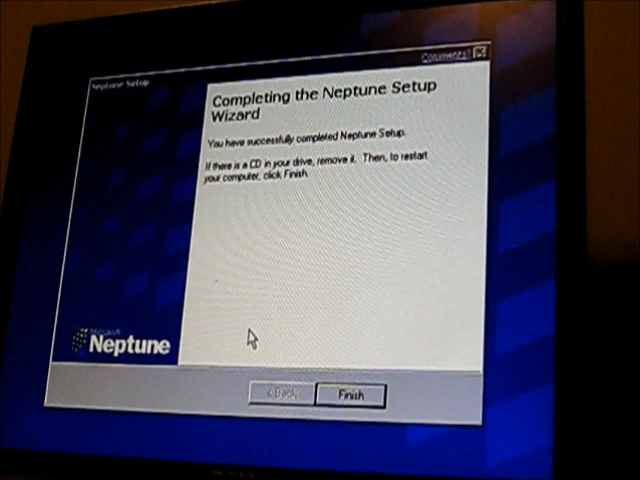 Neptune Setup
Comments?
Completing the Neptune Setup
Wizard
You have successfully completed Neptune Setup.
If there is a CD in your drive, remove it. Then, to restart
your computer, click Finish.
Microsoft
Neptune
< Back
Finish